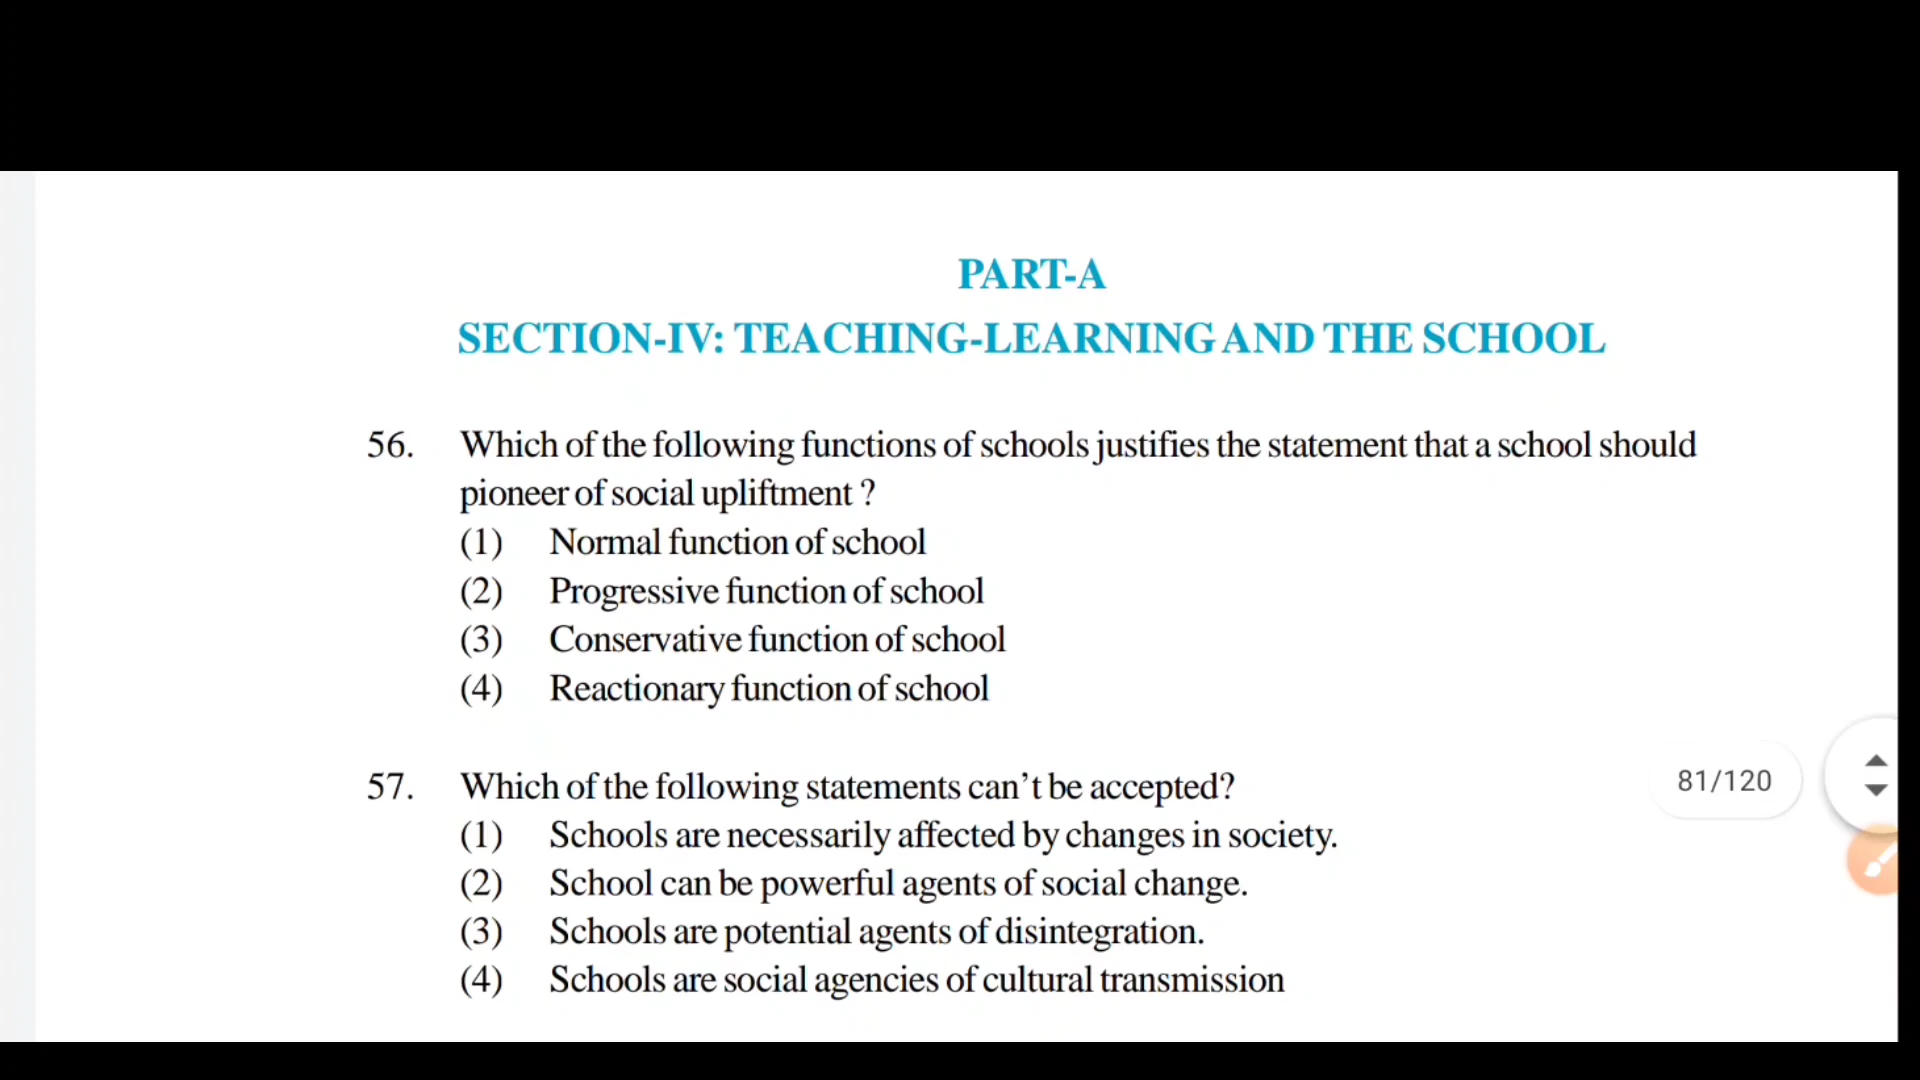 PART-A
SECTION-IV: TEACHING-LEARNING AND THE SCHOOL
56. Which of the following functions of schools justifies the statement that a school should
pioneer of social upliftment ?
(1) Normal function of school
(2) Progressive function of school
(3) Conservative function of school
(4) Reactionary function of school
57. Which of the following statements can’t be accepted?
81/120
(1) Schools are necessarily affected by changes in society.
(2) School can be powerful agents of social change.
(3) Schools are potential agents of disintegration.
(4) Schools are social agencies of cultural transmission